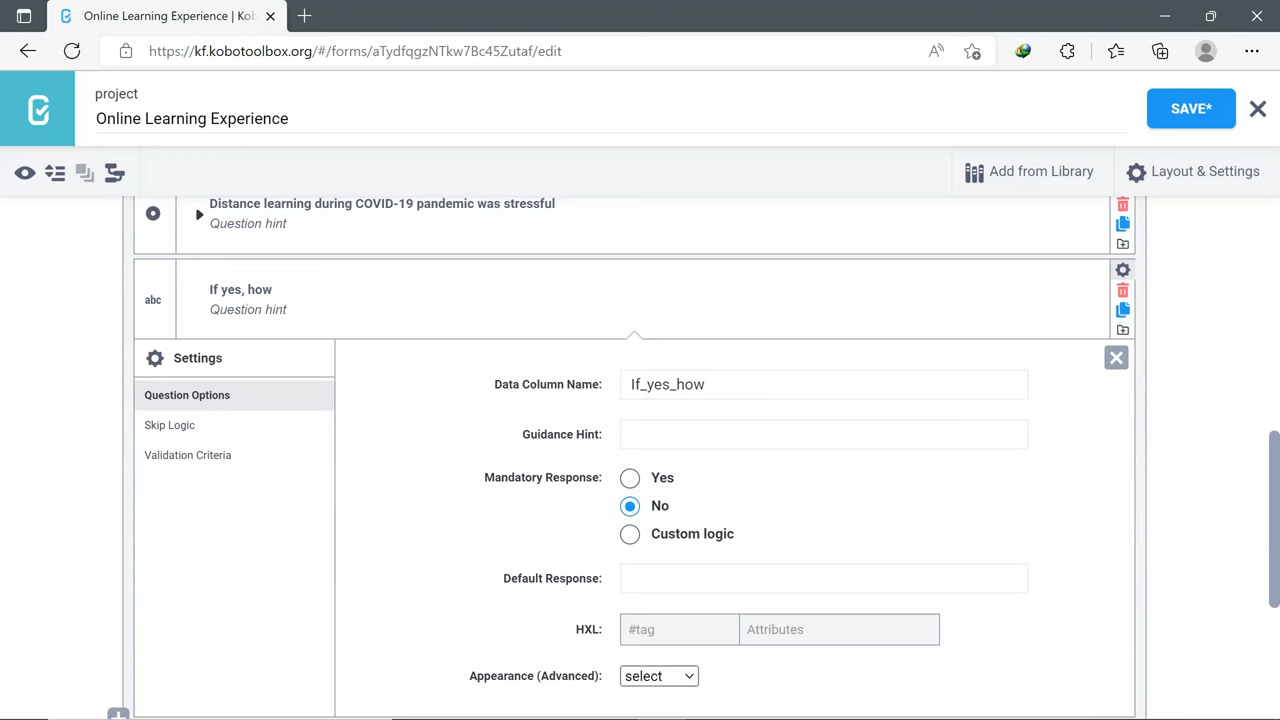 Online Learning Experience | Kob
https://kf.kobotoolbox.org/#/forms/aTydfqgzNTkw7Bc45Zutaf/edit
project
Online Learning Experience
SAVE*
Add from Library
Layout & Settings
Distance learning during COVID-19 pandemic was stressful
Question hint
abc
If yes, how
Question hint
Settings
Question Options
Skip Logic
Validation Criteria
Data Column Name:
If_yes_how
Guidance Hint:
Mandatory Response:
Yes
No
Custom logic
Default Response:
HXL:
#tag
Attributes
Appearance (Advanced):
select